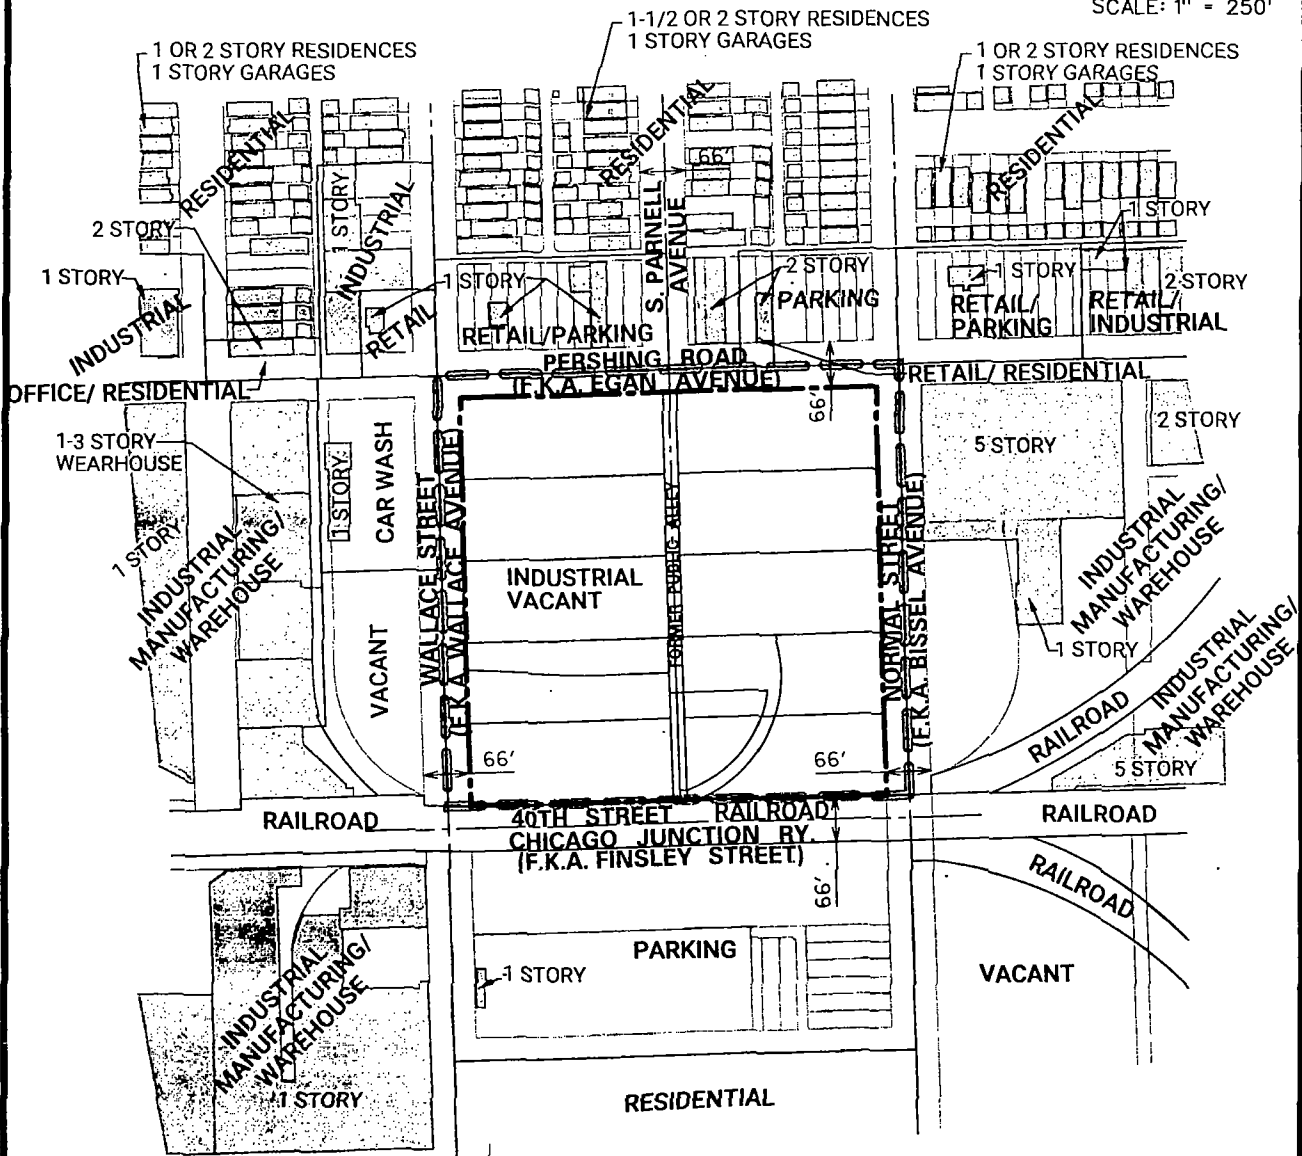 SCALE: 1" = 250'
1-1/2 OR 2 STORY RESIDENCES
1 STORY GARAGES
1 OR 2 STORY RESIDENCES
1 STORY GARAGES
1 OR 2 STORY RESIDENCES
1 STORY GARAGES
RESIDENTIAL
RESIDENTIAL
RESIDENTIAL
66'
1 STORY
INDUSTRIAL
S. PARNELL
AVENUE
1 STORY
2 STORY
1 STORY
INDUSTRIAL
1 STORY
RETAIL
RETAIL/PARKING
2 STORY
PARKING
1 STORY
RETAIL/
PARKING
2 STORY
RETAIL/
INDUSTRIAL
PERSHING ROAD
(F.K.A. EGAN AVENUE)
66'
OFFICE/ RESIDENTIAL
RETAIL/ RESIDENTIAL
1-3 STORY
WEARHOUSE
1 STORY
INDUSTRIAL
MANUFACTURING/
WAREHOUSE
1 STORY
CAR WASH
VACANT
WALLACE STREET
(F.K.A. WALLACE AVENUE)
INDUSTRIAL
VACANT
FORMER PUBLIC ALLEY
NORMAL STREET
(F.K.A. BISSEL AVENUE)
5 STORY
2 STORY
INDUSTRIAL
MANUFACTURING/
WAREHOUSE
1 STORY
INDUSTRIAL
MANUFACTURING/
WAREHOUSE
RAILROAD
5 STORY
66'
66'
RAILROAD
40TH STREET RAILROAD
CHICAGO JUNCTION RY.
(F.K.A. FINSLEY STREET)
RAILROAD
66'
RAILROAD
INDUSTRIAL
MANUFACTURING/
WAREHOUSE
1 STORY
PARKING
1 STORY
VACANT
RESIDENTIAL